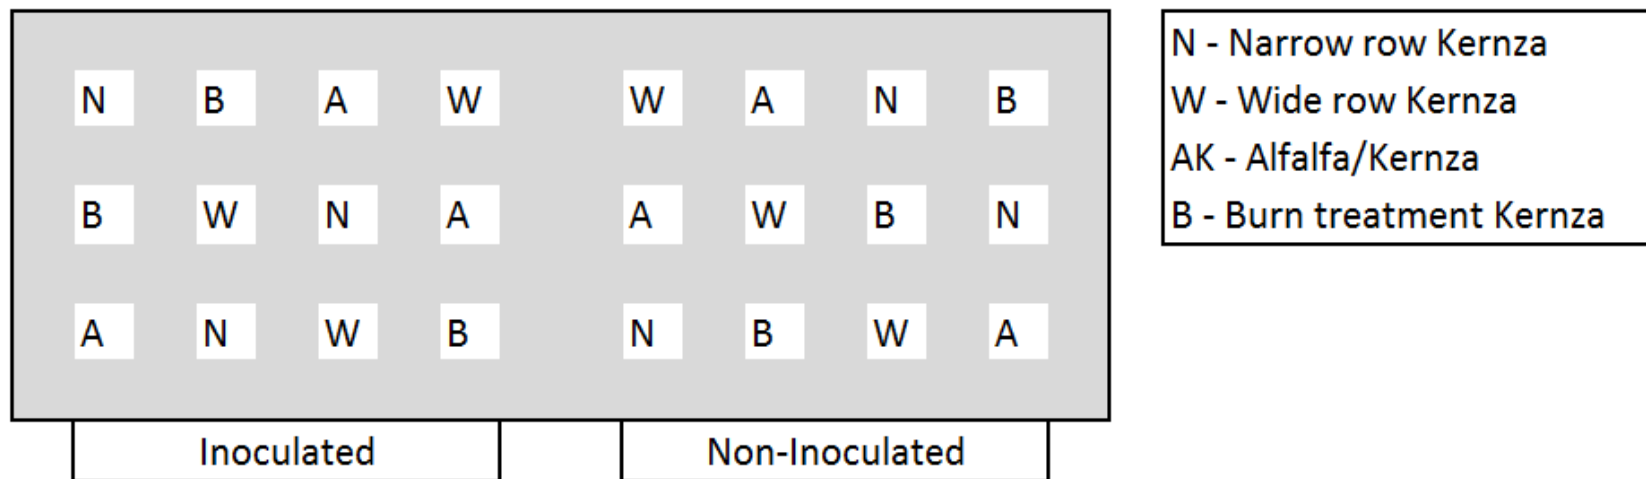 N B A W W A N B
B W N A A W B N
A N W B N B W A
Inoculated Non-Inoculated
N - Narrow row Kernza
W - Wide row Kernza
AK - Alfalfa/Kernza
B - Burn treatment Kernza